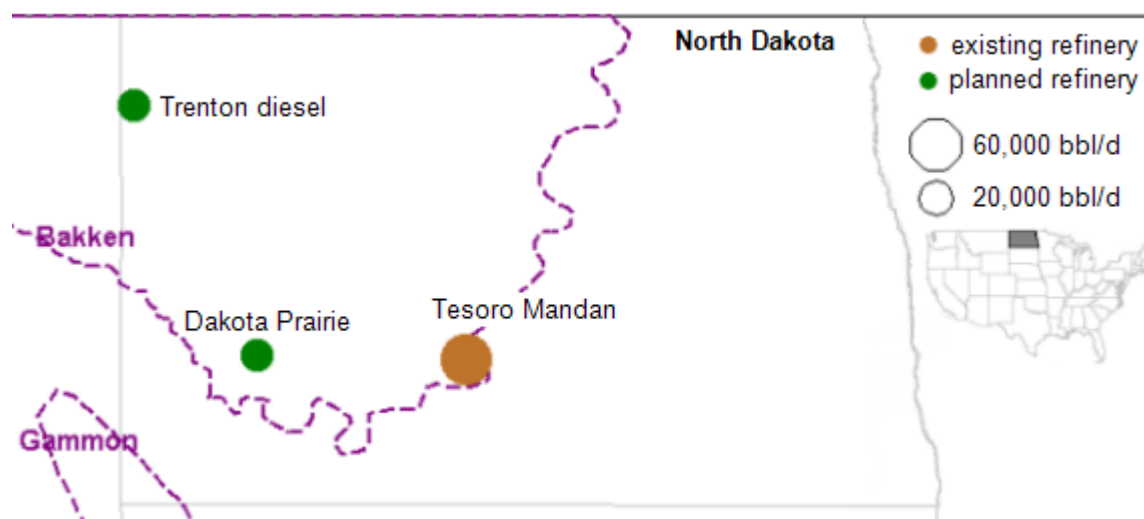 North Dakota
existing refinery
planned refinery
Trenton diesel
60,000 bbl/d
20,000 bbl/d
Bakken
Tesoro Mandan
Dakota Prairie
Gammon